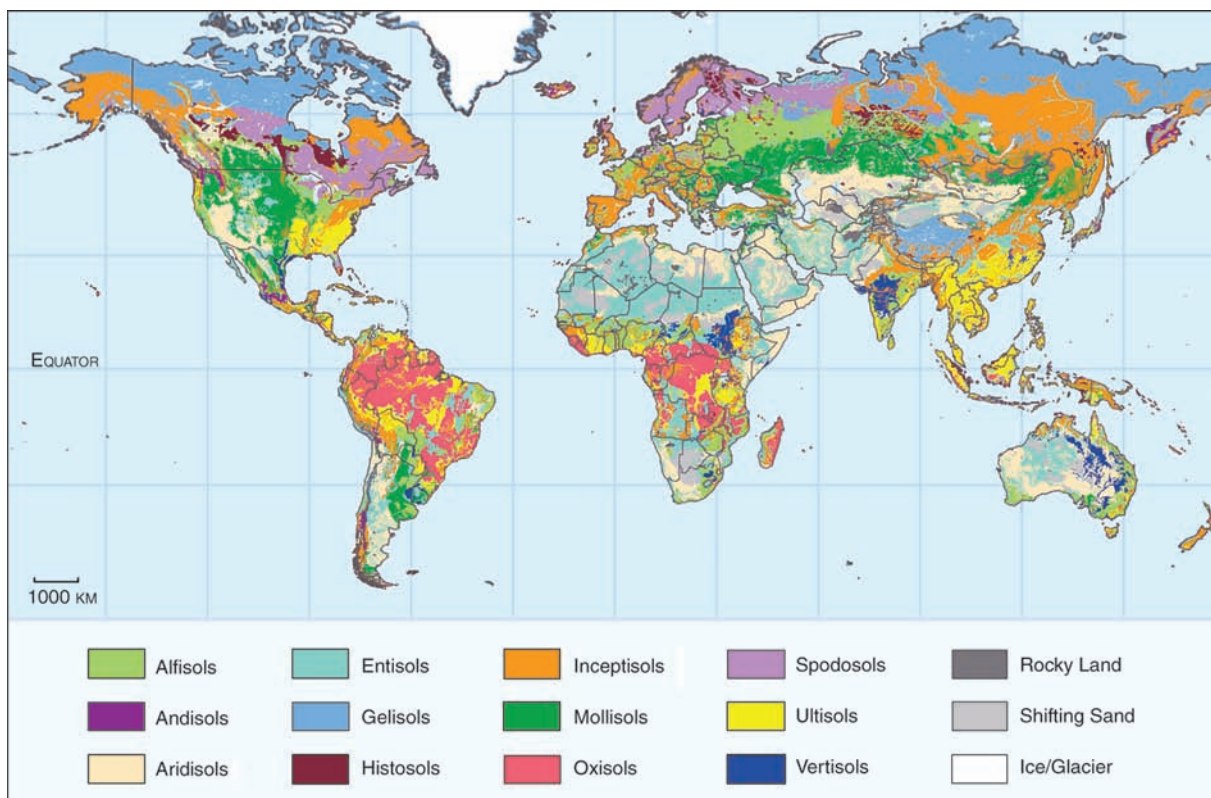 EQUATOR
1000 KM
Alfisols Entisols Inceptisols Spodosols Rocky Land
Andisols Gelisols Mollisols Ultisols Shifting Sand
Aridisols Histosols Oxisols Vertisols Ice/Glacier